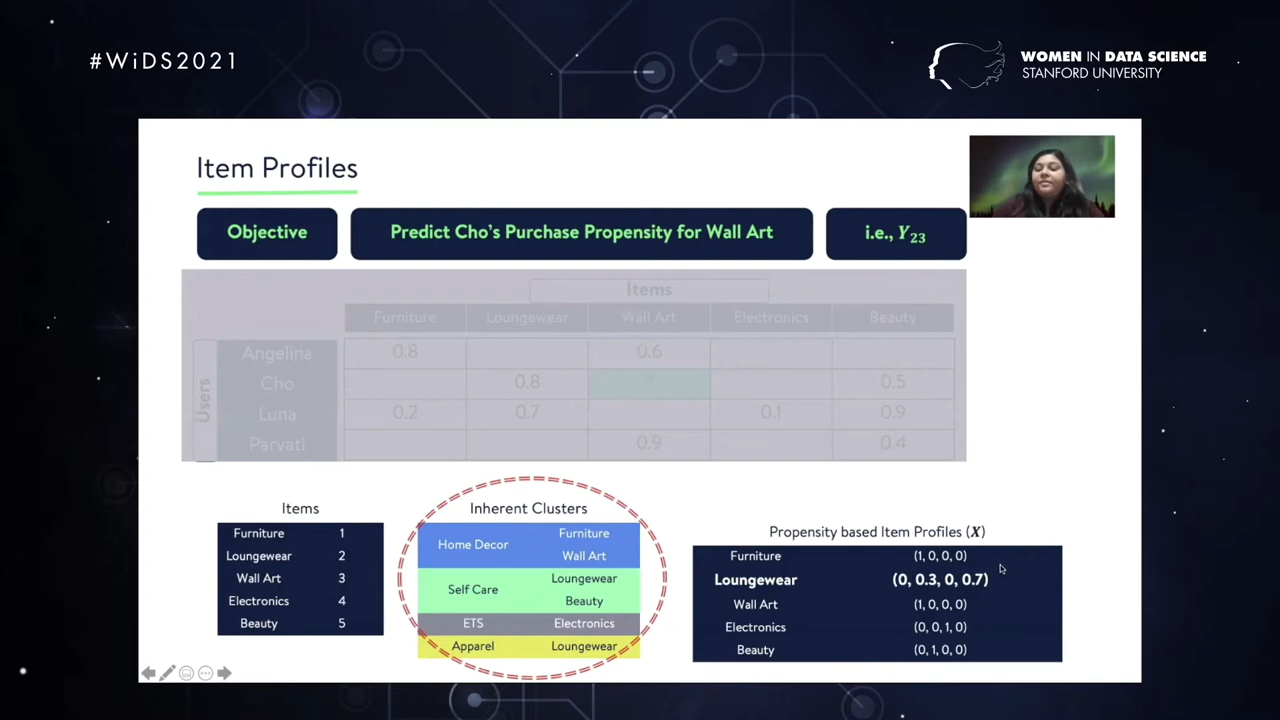 #WiDS2021
WOMEN IN DATA SCIENCE
STANFORD UNIVERSITY
Item Profiles
Objective
Predict Cho's Purchase Propensity for Wall Art
i.e., Y₂₃
Items
Furniture Loungewear Wall Art Electronics Beauty
Users
Angelina 0.8 0.6
Cho 0.8 0.5
Luna 0.2 0.7 0.1 0.9
Parvati 0.9 0.4
Items
Furniture 1
Loungewear 2
Wall Art 3
Electronics 4
Beauty 5
Inherent Clusters
Home Decor
Furniture
Wall Art
Self Care
Loungewear
Beauty
ETS Electronics
Apparel Loungewear
Propensity based Item Profiles (X)
Furniture (1, 0, 0, 0)
Loungewear (0, 0.3, 0, 0.7)
Wall Art (1, 0, 0, 0)
Electronics (0, 0, 1, 0)
Beauty (0, 1, 0, 0)